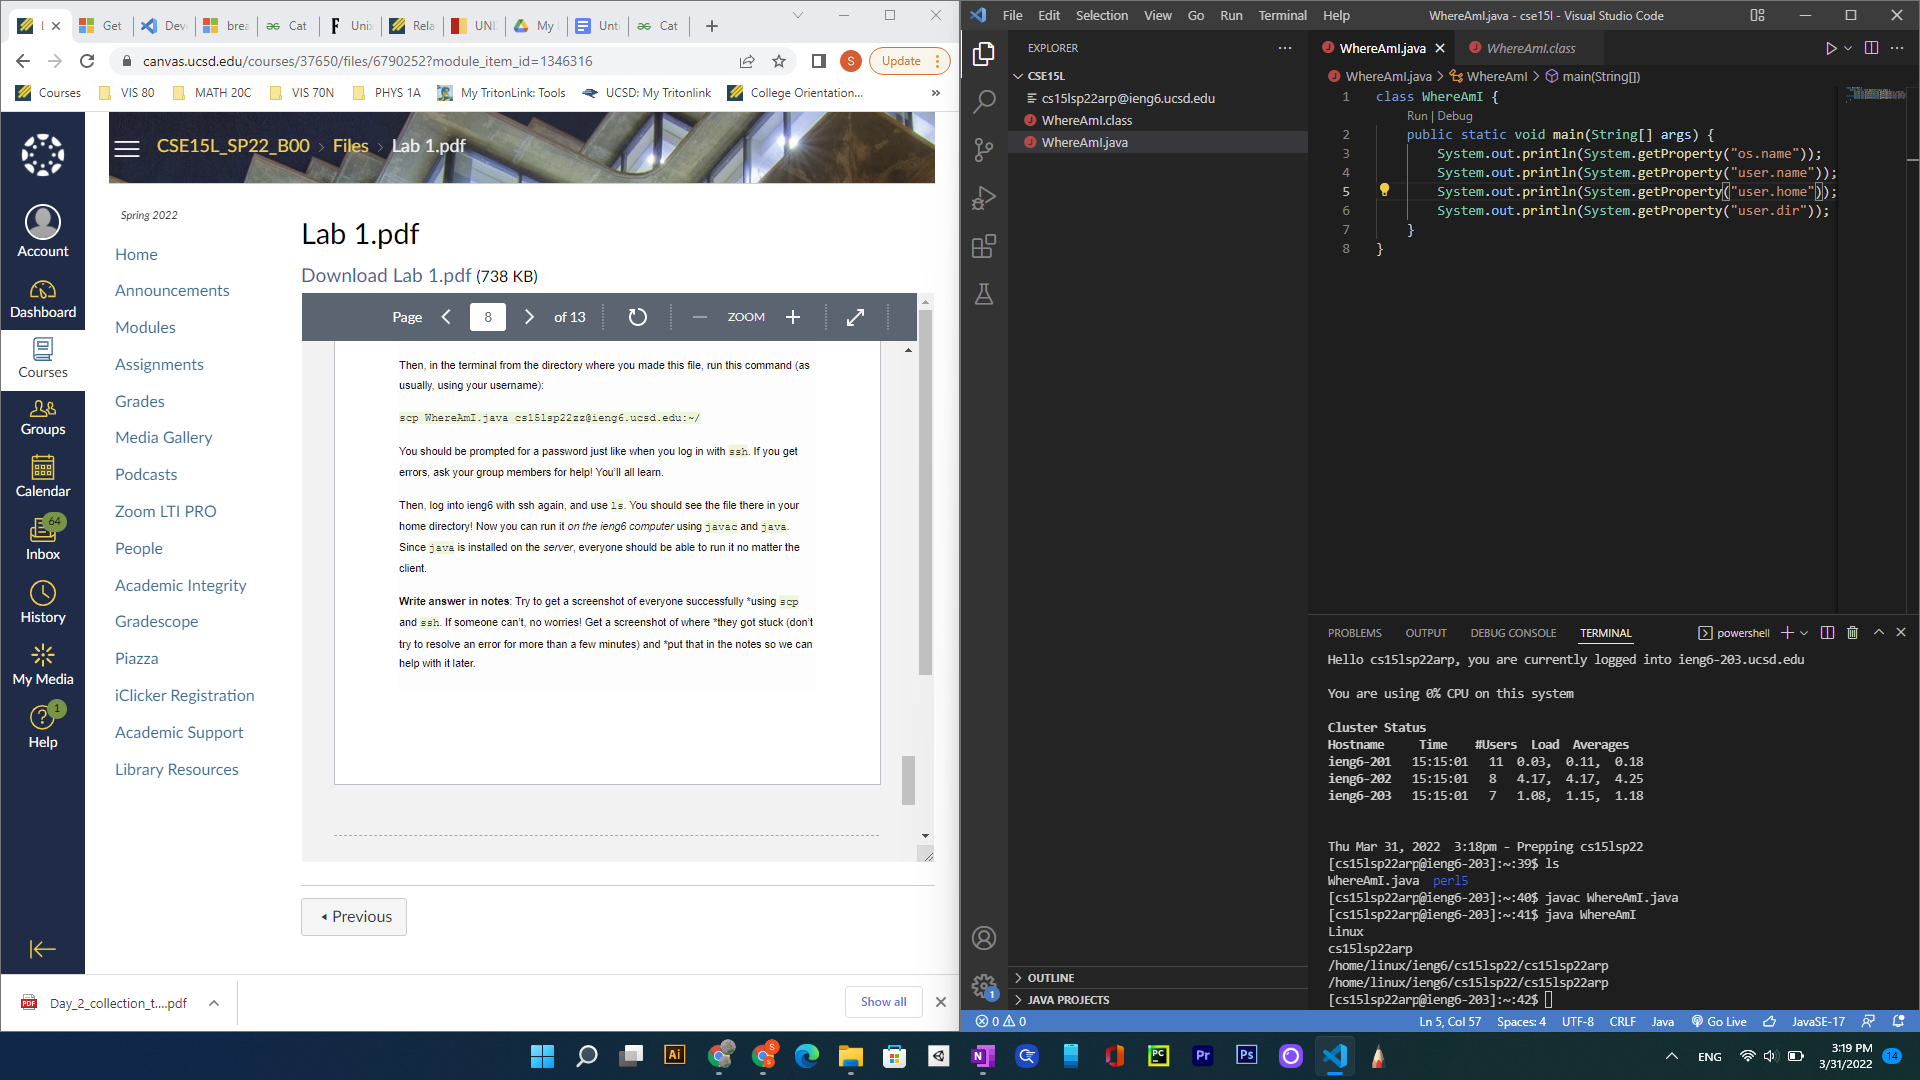 L
Get
Dev
brea
Cat
Unix
Rela
UNI
My
Unti
Cat
canvas.ucsd.edu/courses/37650/files/6790252?module_item_id=1346316
S
Update
Courses
VIS 80
MATH 20C
VIS 70N
PHYS 1A
My TritonLink: Tools
UCSD: My Tritonlink
College Orientation...
»
CSE15L_SP22_B00 › Files › Lab 1.pdf
Account
Dashboard
Courses
Groups
Calendar
64
Inbox
History
My Media
1
Help
Spring 2022
Home
Announcements
Modules
Assignments
Grades
Media Gallery
Podcasts
Zoom LTI PRO
People
Academic Integrity
Gradescope
Piazza
iClicker Registration
Academic Support
Library Resources
Lab 1.pdf
Download Lab 1.pdf (738 KB)
Page 8 of 13 ZOOM
Then, in the terminal from the directory where you made this file, run this command (as
usually, using your username):
scp WhereAmI.java cs15lsp22zz@ieng6.ucsd.edu:~/
You should be prompted for a password just like when you log in with ssh. If you get
errors, ask your group members for help! You'll all learn.
Then, log into ieng6 with ssh again, and use ls. You should see the file there in your
home directory! Now you can run it on the ieng6 computer using javac and java.
Since java is installed on the server, everyone should be able to run it no matter the
client.
Write answer in notes: Try to get a screenshot of everyone successfully *using scp
and ssh. If someone can't, no worries! Get a screenshot of where *they got stuck (don't
try to resolve an error for more than a few minutes) and *put that in the notes so we can
help with it later.
Previous
PDF
Day_2_collection_t....pdf
Show all
File Edit Selection View Go Run Terminal Help
WhereAmI.java - cse15l - Visual Studio Code
EXPLORER
CSE15L
cs15lsp22arp@ieng6.ucsd.edu
WhereAmI.class
WhereAmI.java
OUTLINE
JAVA PROJECTS
1
WhereAmI.java
WhereAmI.class
WhereAmI.java > WhereAmI > main(String[])
1 class WhereAmI {
Run | Debug
2 public static void main(String[] args) {
3 System.out.println(System.getProperty("os.name"));
4 System.out.println(System.getProperty("user.name"));
5 System.out.println(System.getProperty("user.home"));
6 System.out.println(System.getProperty("user.dir"));
7 }
8 }
PROBLEMS OUTPUT DEBUG CONSOLE TERMINAL
powershell
Hello cs15lsp22arp, you are currently logged into ieng6-203.ucsd.edu
You are using 0% CPU on this system
Cluster Status
Hostname Time #Users Load Averages
ieng6-201 15:15:01 11 0.03, 0.11, 0.18
ieng6-202 15:15:01 8 4.17, 4.17, 4.25
ieng6-203 15:15:01 7 1.08, 1.15, 1.18
Thu Mar 31, 2022 3:18pm - Prepping cs15lsp22
[cs15lsp22arp@ieng6-203]:~:39$ ls
WhereAmI.java perl5
[cs15lsp22arp@ieng6-203]:~:40$ javac WhereAmI.java
[cs15lsp22arp@ieng6-203]:~:41$ java WhereAmI
Linux
cs15lsp22arp
/home/linux/ieng6/cs15lsp22/cs15lsp22arp
/home/linux/ieng6/cs15lsp22/cs15lsp22arp
[cs15lsp22arp@ieng6-203]:~:42$
0 0
Ln 5, Col 57 Spaces: 4 UTF-8 CRLF Java Go Live JavaSE-17
Ai
N
PC
Pr
Ps
ENG
3:19 PM
3/31/2022
14